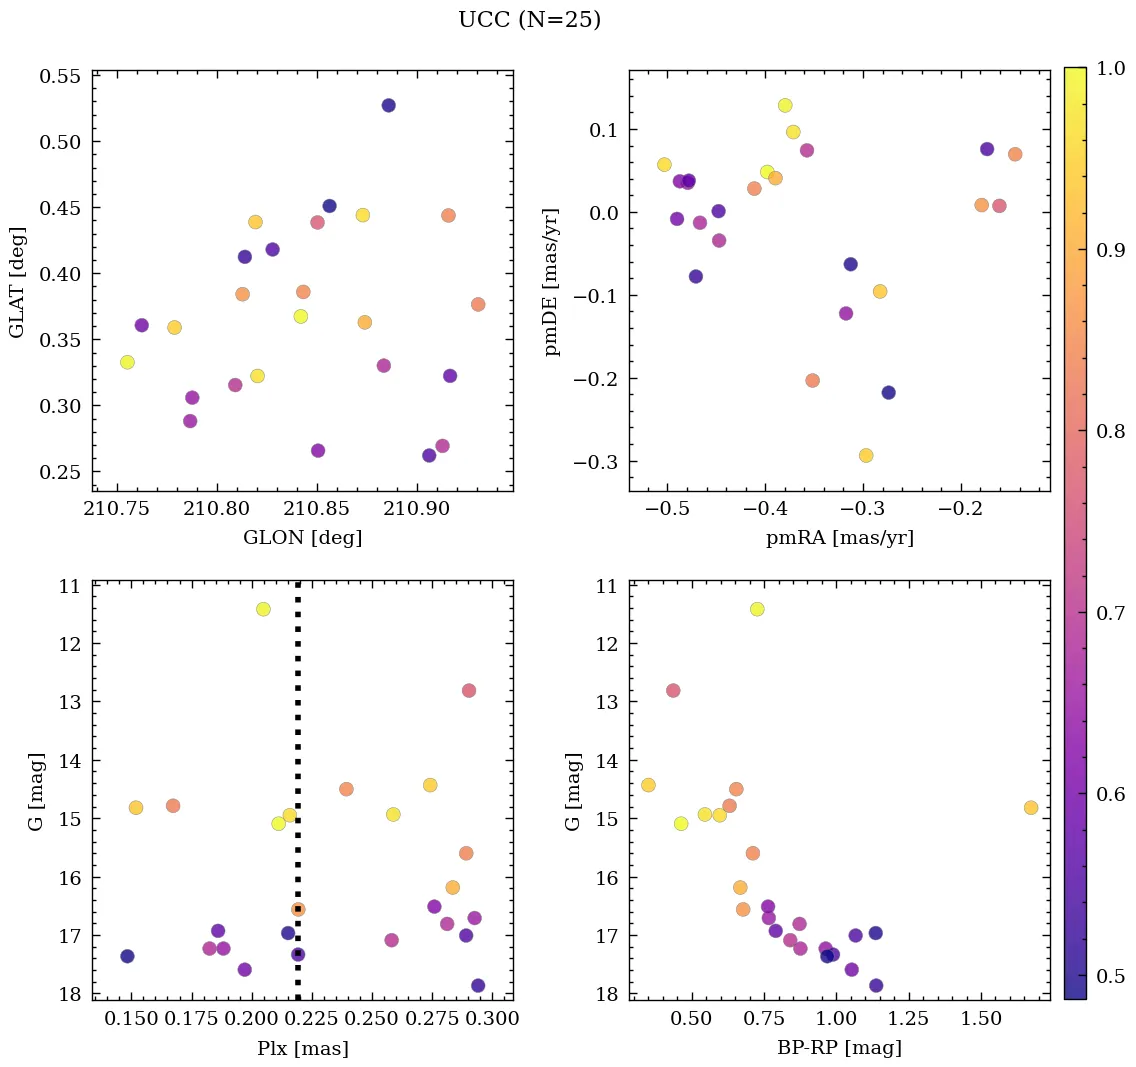 UCC (N=25)
0.55
0.50
0.45
0.40
0.35
0.30
0.25
GLAT [deg]
210.75 210.80 210.85 210.90
GLON [deg]
0.1
0.0
−0.1
−0.2
−0.3
pmDE [mas/yr]
−0.5 −0.4 −0.3 −0.2
pmRA [mas/yr]
11
12
13
14
15
16
17
18
G [mag]
0.150 0.175 0.200 0.225 0.250 0.275 0.300
Plx [mas]
11
12
13
14
15
16
17
18
G [mag]
0.50 0.75 1.00 1.25 1.50
BP-RP [mag]
1.0
0.9
0.8
0.7
0.6
0.5